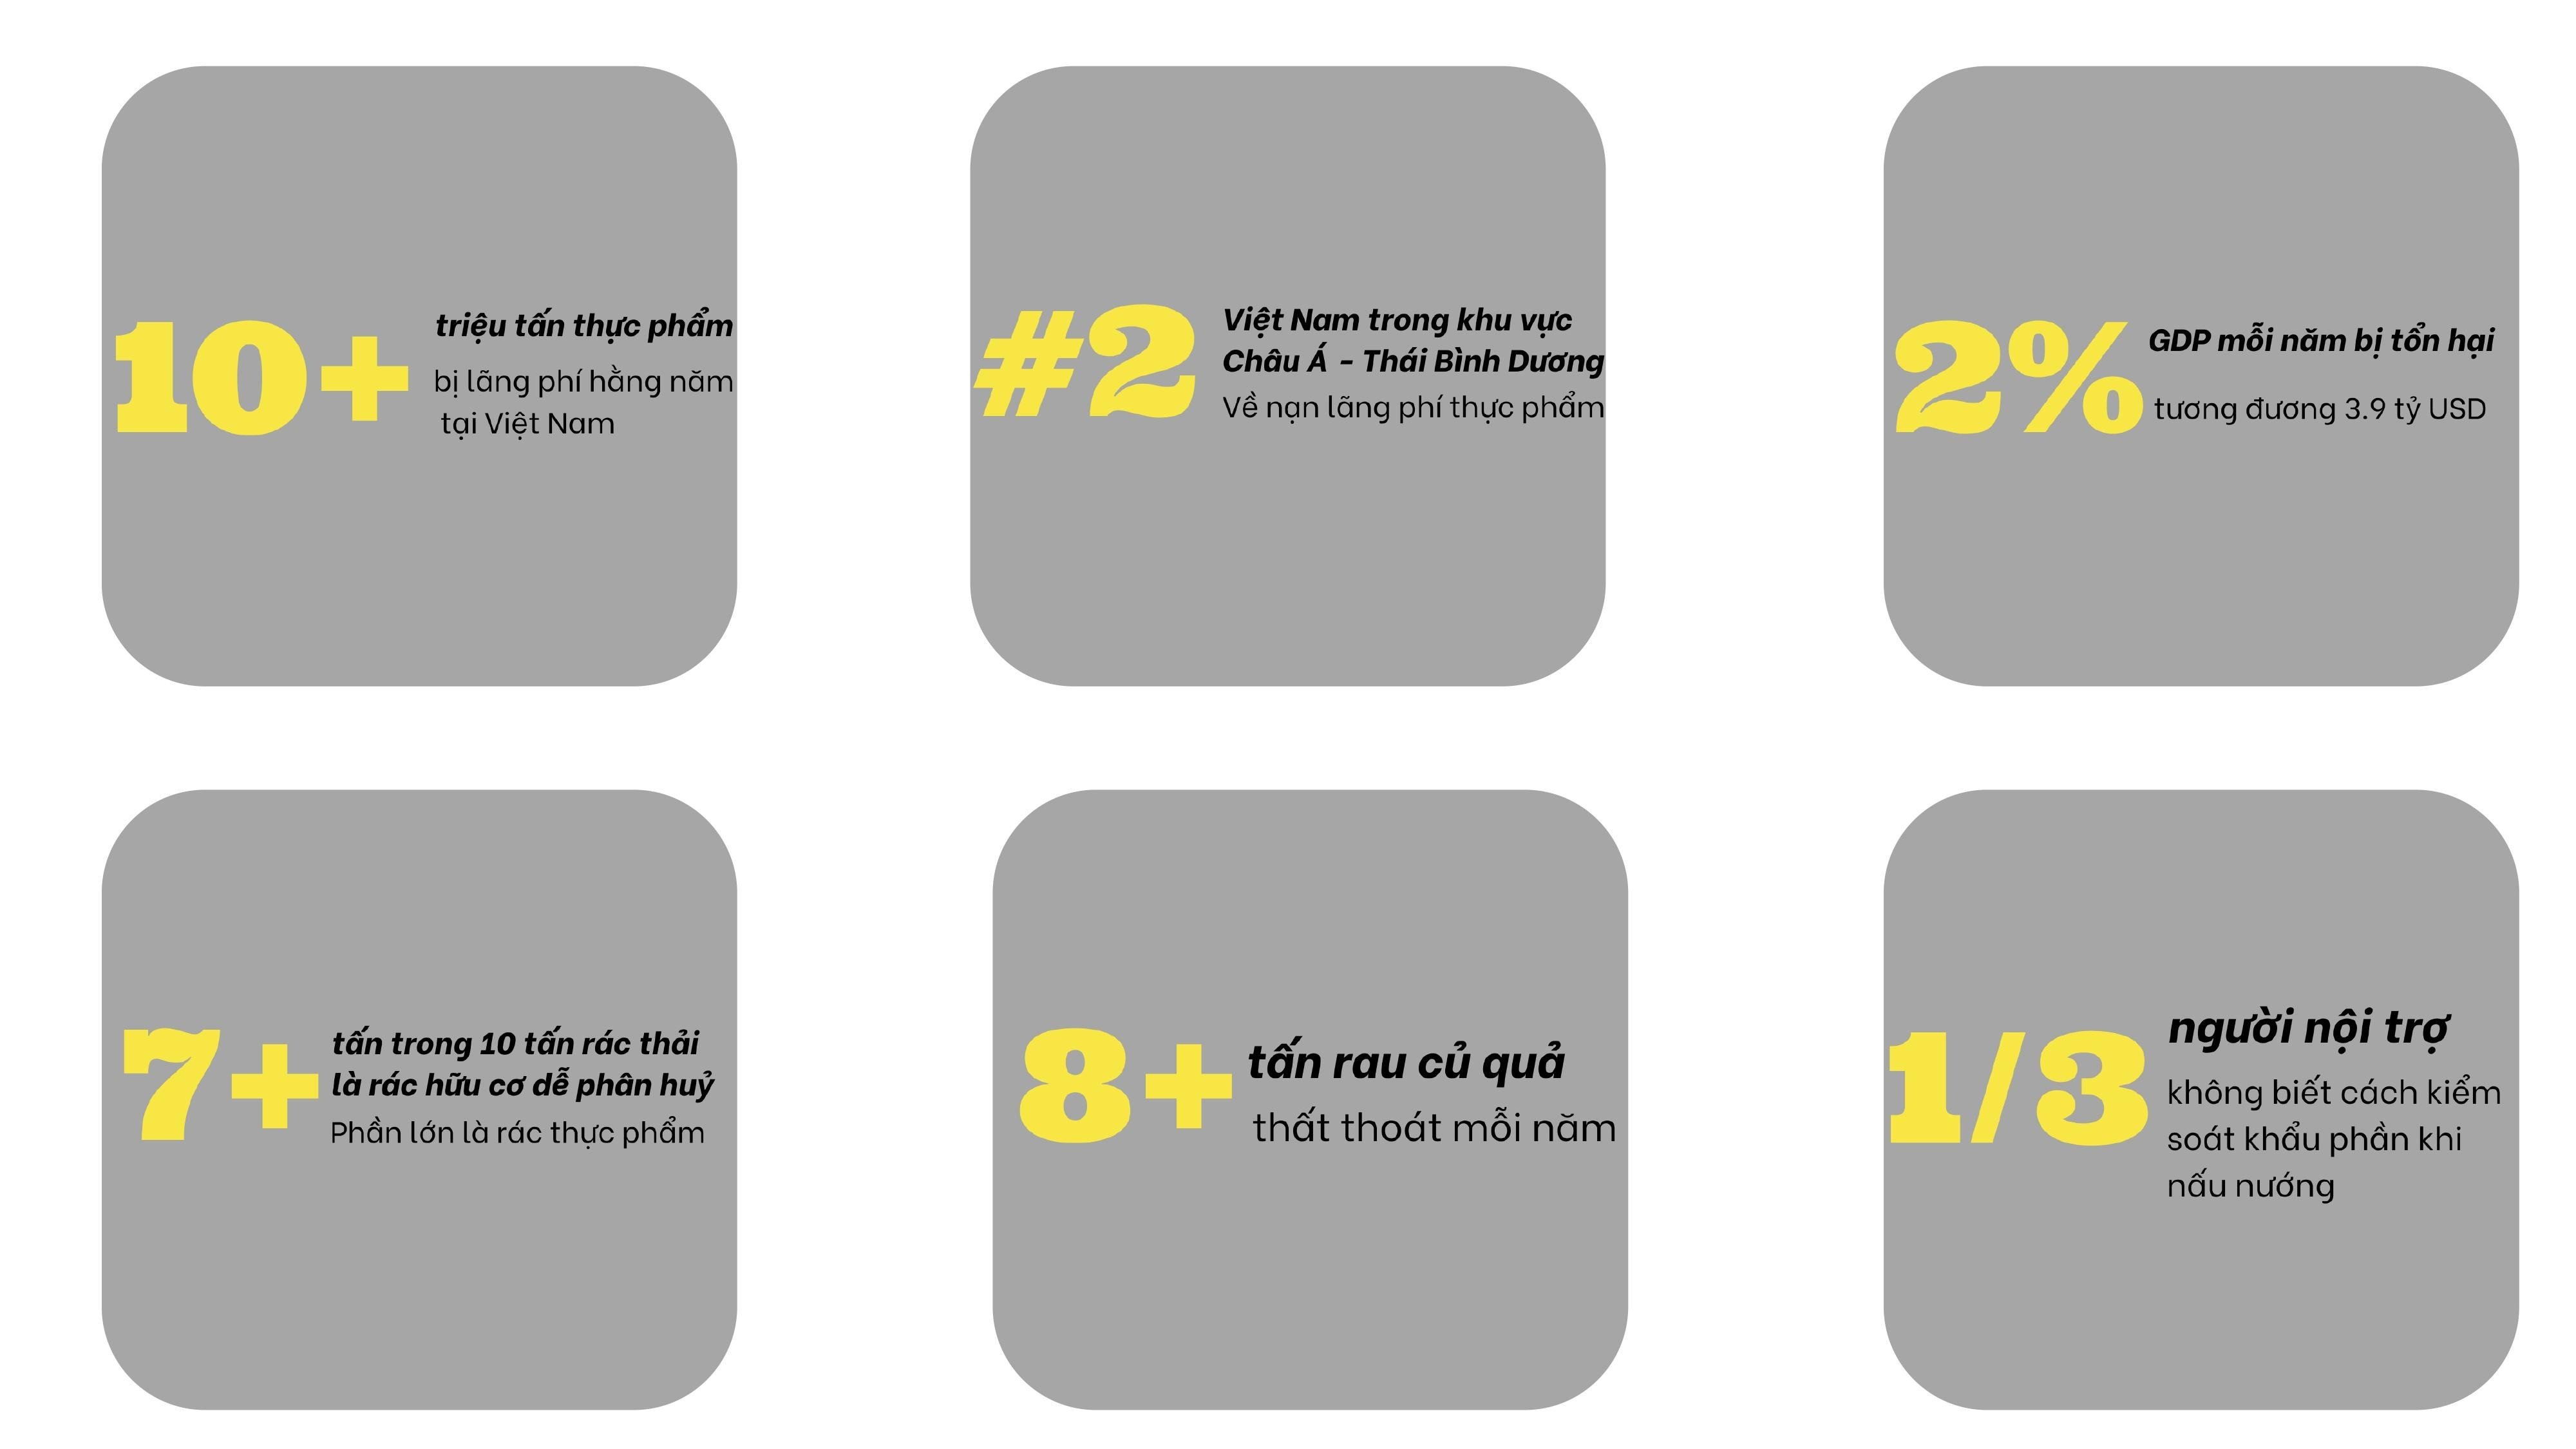 10+
triệu tấn thực phẩm
bị lãng phí hằng năm
tại Việt Nam
#2
Việt Nam trong khu vực
Châu Á - Thái Bình Dương
Về nạn lãng phí thực phẩm
2%
GDP mỗi năm bị tổn hại
tương đương 3.9 tỷ USD
7+
tấn trong 10 tấn rác thải
là rác hữu cơ dễ phân huỷ
Phần lớn là rác thực phẩm
8+
tấn rau củ quả
thất thoát mỗi năm
1/3
người nội trợ
không biết cách kiểm
soát khẩu phần khi
nấu nướng